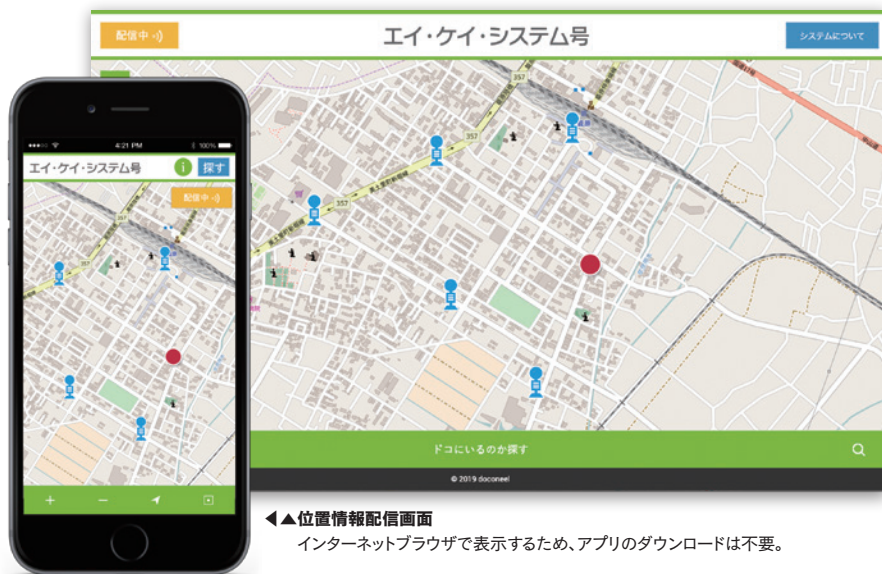 配信中
エイ・ケイ・システム号
システムについて
357
357
357
ドコにいるのか探す
© 2019 doconeel
4:21 PM
100%
エイ・ケイ・システム号
i
探す
配信中
357
357
◀▲位置情報配信画面
インターネットブラウザで表示するため、アプリのダウンロードは不要。